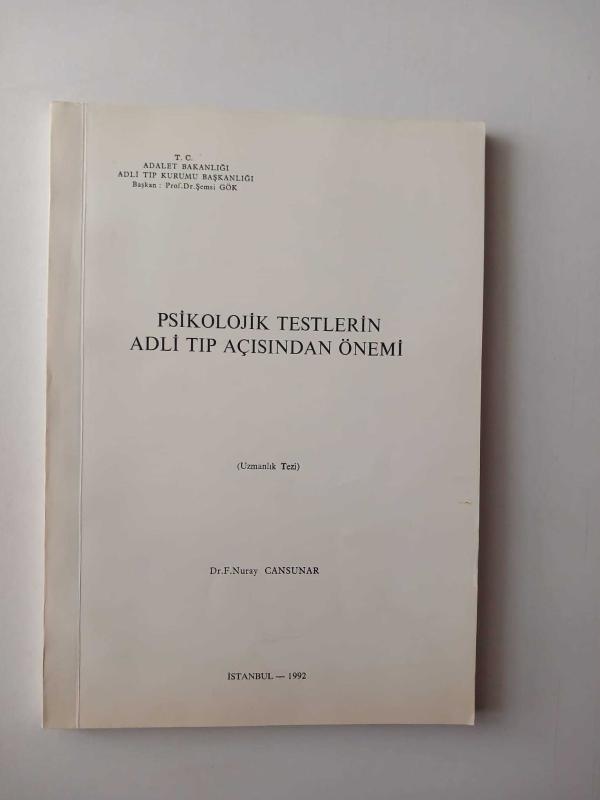 T. C.
ADALET BAKANLIĞI
ADLİ TIP KURUMU BAŞKANLIĞI
Başkan : Prof.Dr.Şemsi GÖK
PSİKOLOJİK TESTLERİN
ADLİ TIP AÇISINDAN ÖNEMİ
(Uzmanlık Tezi)
Dr.F.Nuray CANSUNAR
İSTANBUL — 1992